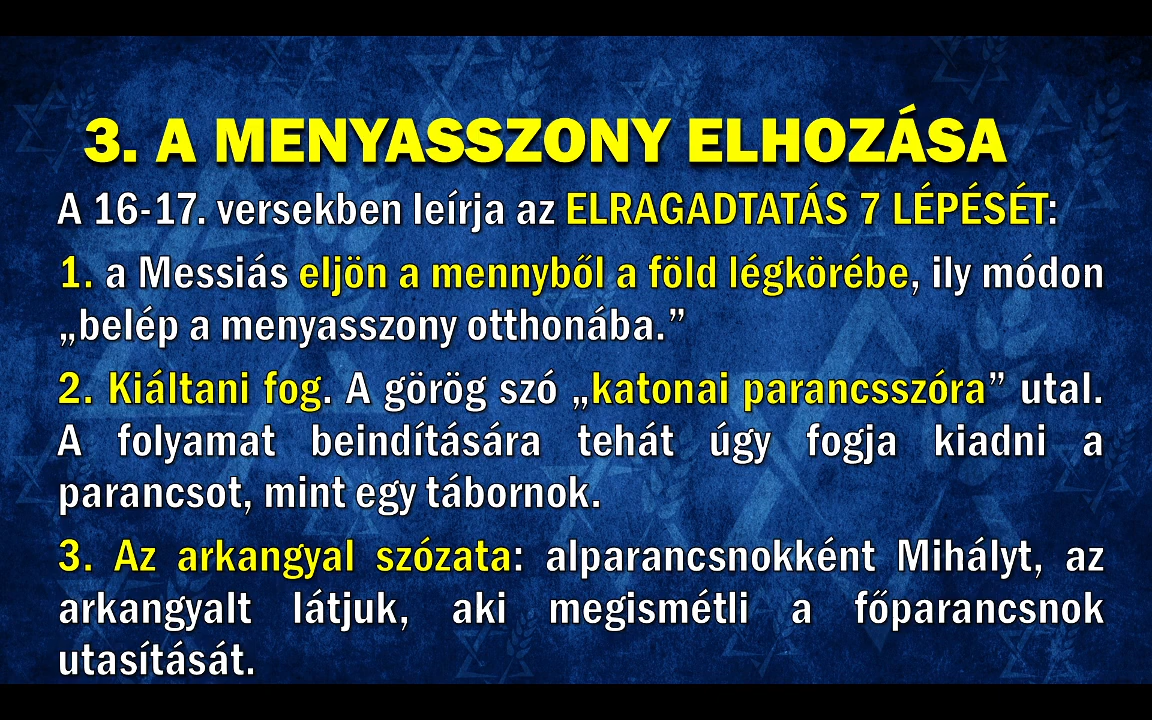 3. A MENYASSZONY ELHOZÁSA
A 16-17. versekben leírja az ELRAGADTATÁS 7 LÉPÉSÉT:
1. a Messiás eljön a mennyből a föld légkörébe, ily módon
„belép a menyasszony otthonába.”
2. Kiáltani fog. A görög szó „katonai parancsszóra” utal.
A folyamat beindítására tehát úgy fogja kiadni a
parancsot, mint egy tábornok.
3. Az arkangyal szózata: alparancsnokként Mihályt, az
arkangyalt látjuk, aki megismétli a főparancsnok
utasítását.